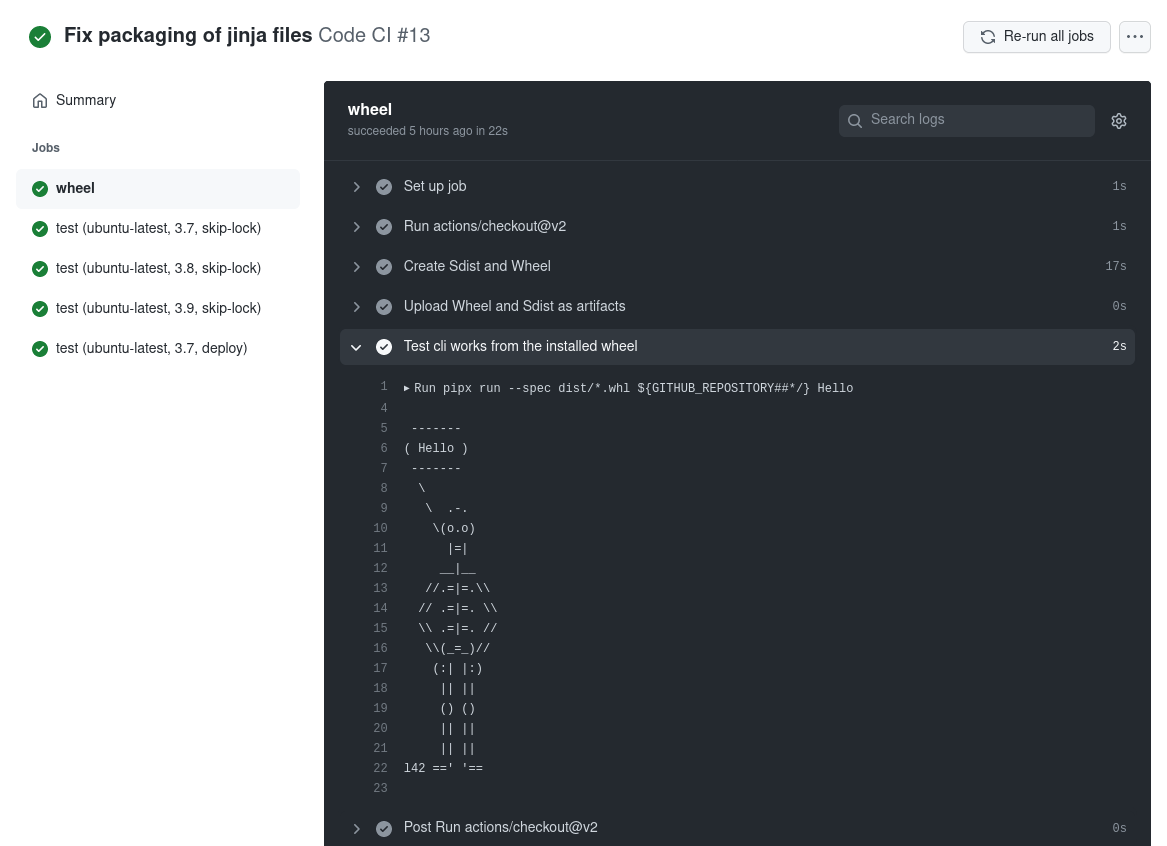 Fix packaging of jinja files Code CI #13
Re-run all jobs
Summary
Jobs
wheel
test (ubuntu-latest, 3.7, skip-lock)
test (ubuntu-latest, 3.8, skip-lock)
test (ubuntu-latest, 3.9, skip-lock)
test (ubuntu-latest, 3.7, deploy)
wheel
succeeded 5 hours ago in 22s
Search logs
Set up job 1s
Run actions/checkout@v2 1s
Create Sdist and Wheel 17s
Upload Wheel and Sdist as artifacts 0s
Test cli works from the installed wheel 2s
1 ▸ Run pipx run --spec dist/*.whl ${GITHUB_REPOSITORY##*/} Hello
4
5  -------
6 ( Hello )
7  -------
8   \
9    \  .-.
10     \(o.o)
11       |=|
12      __|__
13    //.=|=.\\
14   // .=|=. \\
15   \\ .=|=. //
16    \\(_=_)//
17     (:| |:)
18      || ||
19      () ()
20      || ||
21      || ||
22 l42 ==' '==
23
Post Run actions/checkout@v2 0s